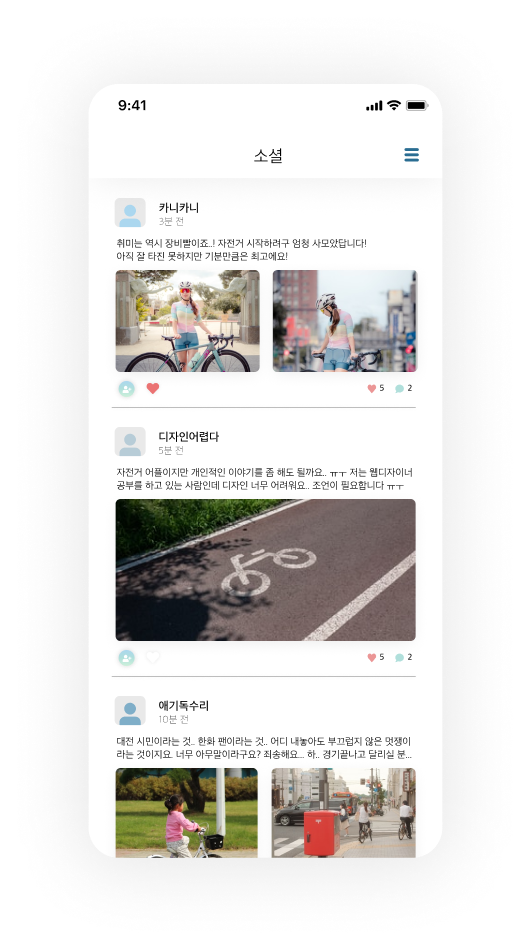 9:41
소셜
카니카니
3분 전
취미는 역시 장비빨이죠..! 자전거 시작하려구 엄청 사모았답니다!
아직 잘 타진 못하지만 기분만큼은 최고에요!
5 2
디자인어렵다
5분 전
자전거 어플이지만 개인적인 이야기를 좀 해도 될까요.. ㅠㅜ 저는 웹디자이너
공부를 하고 있는 사람인데 디자인 너무 어려워요.. 조언이 필요합니다 ㅠㅜ
5 2
애기독수리
10분 전
대전 시민이라는 것.. 한화 팬이라는 것.. 어디 내놓아도 부끄럽지 않은 멋쟁이
라는 것이지요. 너무 아무말이라구요? 죄송해요... 하.. 경기끝나고 달리실 분...